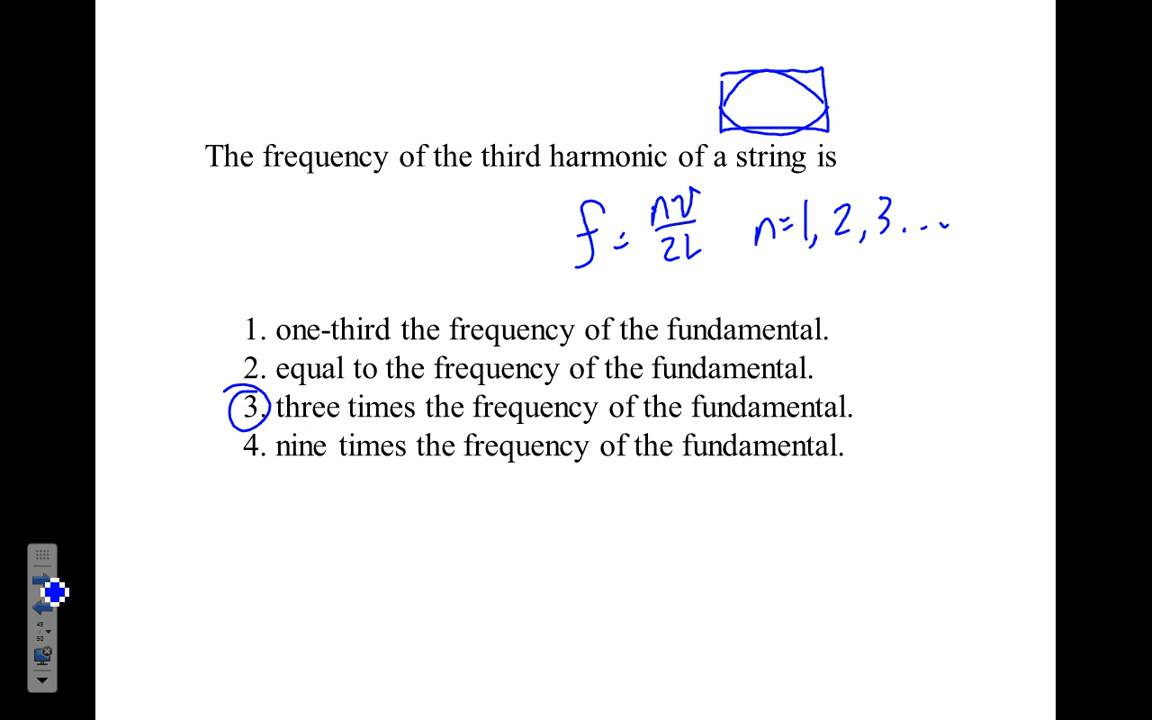 The frequency of the third harmonic of a string is
f = nv/2L n=1, 2, 3...
1. one-third the frequency of the fundamental.
2. equal to the frequency of the fundamental.
3. three times the frequency of the fundamental.
4. nine times the frequency of the fundamental.
49
/
50